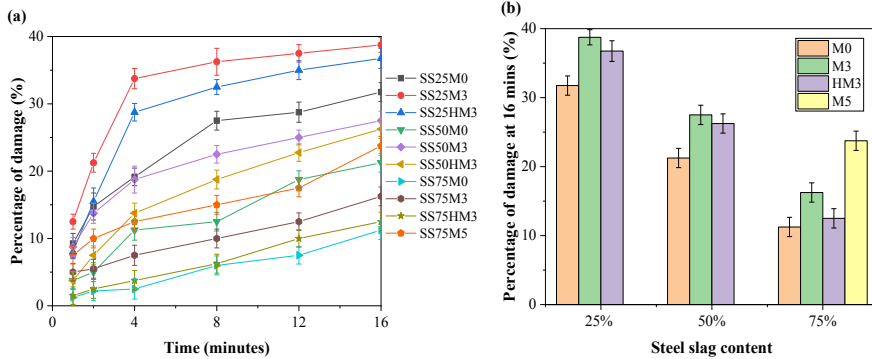 (a)
40
30
20
10
0
Percentage of damage (%)
0
4
8
12
16
Time (minutes)
SS25M0
SS25M3
SS25HM3
SS50M0
SS50M3
SS50HM3
SS75M0
SS75M3
SS75HM3
SS75M5
(b)
40
30
20
10
0
Percentage of damage at 16 mins (%)
M0
M3
HM3
M5
25%
50%
75%
Steel slag content